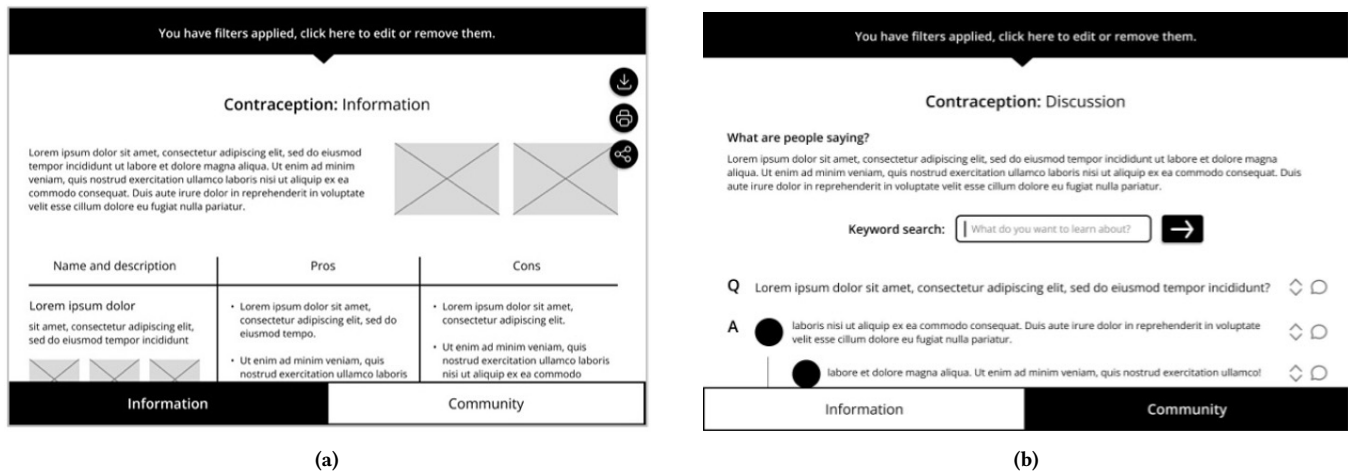 You have filters applied, click here to edit or remove them.
Contraception: Information
Lorem ipsum dolor sit amet, consectetur adipiscing elit, sed do eiusmod
tempor incididunt ut labore et dolore magna aliqua. Ut enim ad minim
veniam, quis nostrud exercitation ullamco laboris nisi ut aliquip ex ea
commodo consequat. Duis aute irure dolor in reprehenderit in voluptate
velit esse cillum dolore eu fugiat nulla pariatur.
Name and description
Pros
Cons
Lorem ipsum dolor
sit amet, consectetur adipiscing elit,
sed do eiusmod tempor incididunt
• Lorem ipsum dolor sit amet,
consectetur adipiscing elit, sed do
eiusmod tempo.
• Ut enim ad minim veniam, quis
nostrud exercitation ullamco laboris
• Lorem ipsum dolor sit amet,
consectetur adipiscing elit.
• Ut enim ad minim veniam, quis
nostrud exercitation ullamco laboris
nisi ut aliquip ex ea commodo
Information
Community
(a)
You have filters applied, click here to edit or remove them.
Contraception: Discussion
What are people saying?
Lorem ipsum dolor sit amet, consectetur adipiscing elit, sed do eiusmod tempor incididunt ut labore et dolore magna
aliqua. Ut enim ad minim veniam, quis nostrud exercitation ullamco laboris nisi ut aliquip ex ea commodo consequat. Duis
aute irure dolor in reprehenderit in voluptate velit esse cillum dolore eu fugiat nulla pariatur.
Keyword search:
What do you want to learn about?
Q Lorem ipsum dolor sit amet, consectetur adipiscing elit, sed do eiusmod tempor incididunt?
A laboris nisi ut aliquip ex ea commodo consequat. Duis aute irure dolor in reprehenderit in voluptate
velit esse cillum dolore eu fugiat nulla pariatur.
labore et dolore magna aliqua. Ut enim ad minim veniam, quis nostrud exercitation ullamco!
Information
Community
(b)